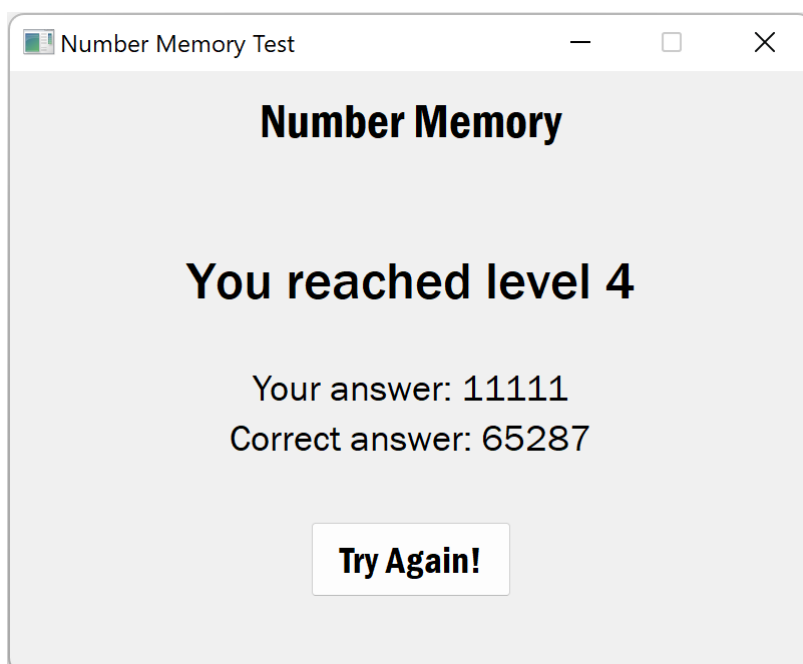 Number Memory Test
Number Memory
You reached level 4
Your answer: 11111
Correct answer: 65287
Try Again!